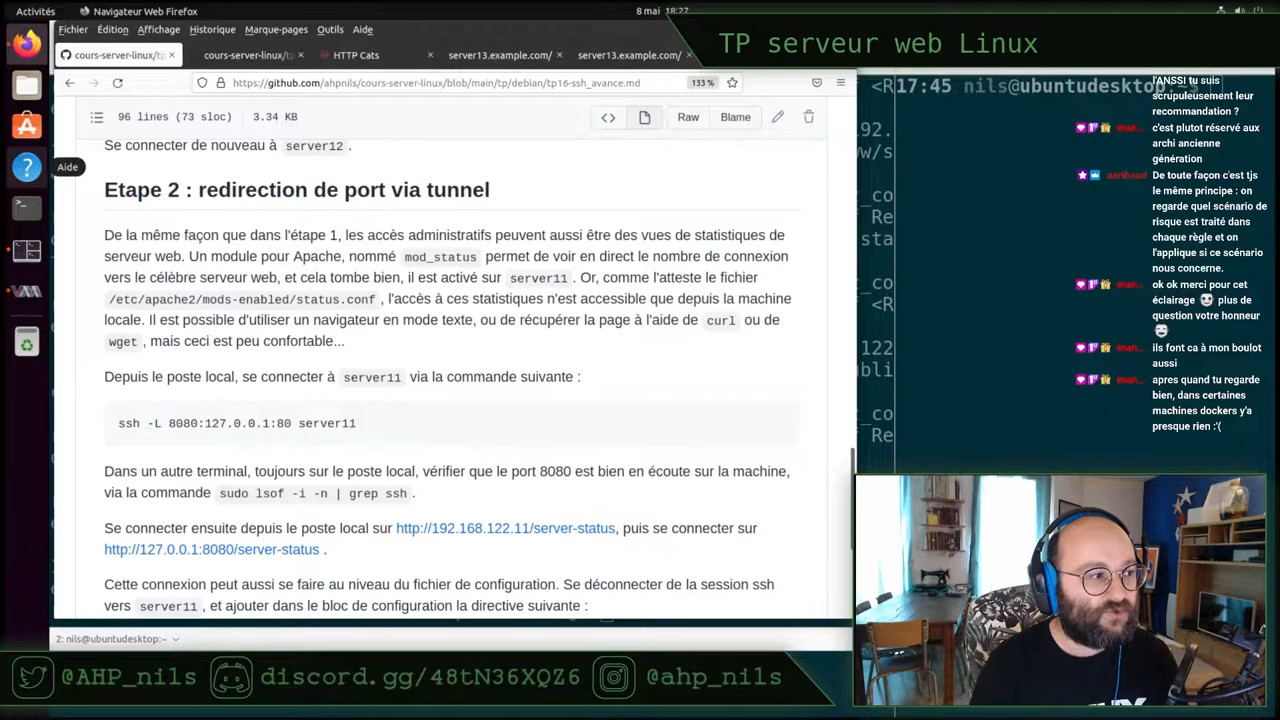 Activités
Navigateur Web Firefox
8 mai 18:27
Fichier Édition Affichage Historique Marque-pages Outils Aide
cours-server-linux/tp
cours-server-linux/tp
HTTP Cats
server13.example.com/
server13.example.com/
https://github.com/ahpnils/cours-server-linux/blob/main/tp/debian/tp16-ssh_avance.md
133 %
96 lines (73 sloc) 3.34 KB
Raw Blame
Se connecter de nouveau à server12.
Aide
Etape 2 : redirection de port via tunnel
De la même façon que dans l'étape 1, les accès administratifs peuvent aussi être des vues de statistiques de
serveur web. Un module pour Apache, nommé mod_status permet de voir en direct le nombre de connexion
vers le célèbre serveur web, et cela tombe bien, il est activé sur server11. Or, comme l'atteste le fichier
/etc/apache2/mods-enabled/status.conf, l'accès à ces statistiques n'est accessible que depuis la machine
locale. Il est possible d'utiliser un navigateur en mode texte, ou de récupérer la page à l'aide de curl ou de
wget, mais ceci est peu confortable...
Depuis le poste local, se connecter à server11 via la commande suivante :
ssh -L 8080:127.0.0.1:80 server11
Dans un autre terminal, toujours sur le poste local, vérifier que le port 8080 est bien en écoute sur la machine,
via la commande sudo lsof -i -n | grep ssh.
Se connecter ensuite depuis le poste local sur http://192.168.122.11/server-status, puis se connecter sur
http://127.0.0.1:8080/server-status .
Cette connexion peut aussi se faire au niveau du fichier de configuration. Se déconnecter de la session ssh
vers server11, et ajouter dans le bloc de configuration la directive suivante :
2: nils@ubuntudesktop:~
TP serveur web Linux
<R
17:45 nils@ubuntudesktop:~$
92.
w/s
_co
Re
sta
_co
<R
122
bli
_co
Re
l'ANSSI tu suis
scrupuleusement leur
recommandation ?
man... c'est plutot réservé aux
archi ancienne
génération
aaribaud De toute façon c'est tjs
le même principe : on
regarde quel scénario de
risque est traité dans
chaque règle et on
l'applique si ce scénario
nous concerne.
man... ok ok merci pour cet
éclairage plus de
question votre honneur
man... ils font ca à mon boulot
aussi
man... apres quand tu regarde
bien, dans certaines
machines dockers y'a
presque rien :'(
@AHP_nils
discord.gg/48tN36XQZ6
@ahp_nils